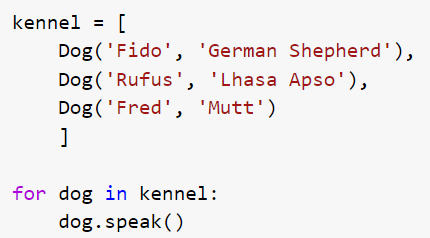 kennel = [
    Dog('Fido', 'German Shepherd'),
    Dog('Rufus', 'Lhasa Apso'),
    Dog('Fred', 'Mutt')
    ]

for dog in kennel:
    dog.speak()